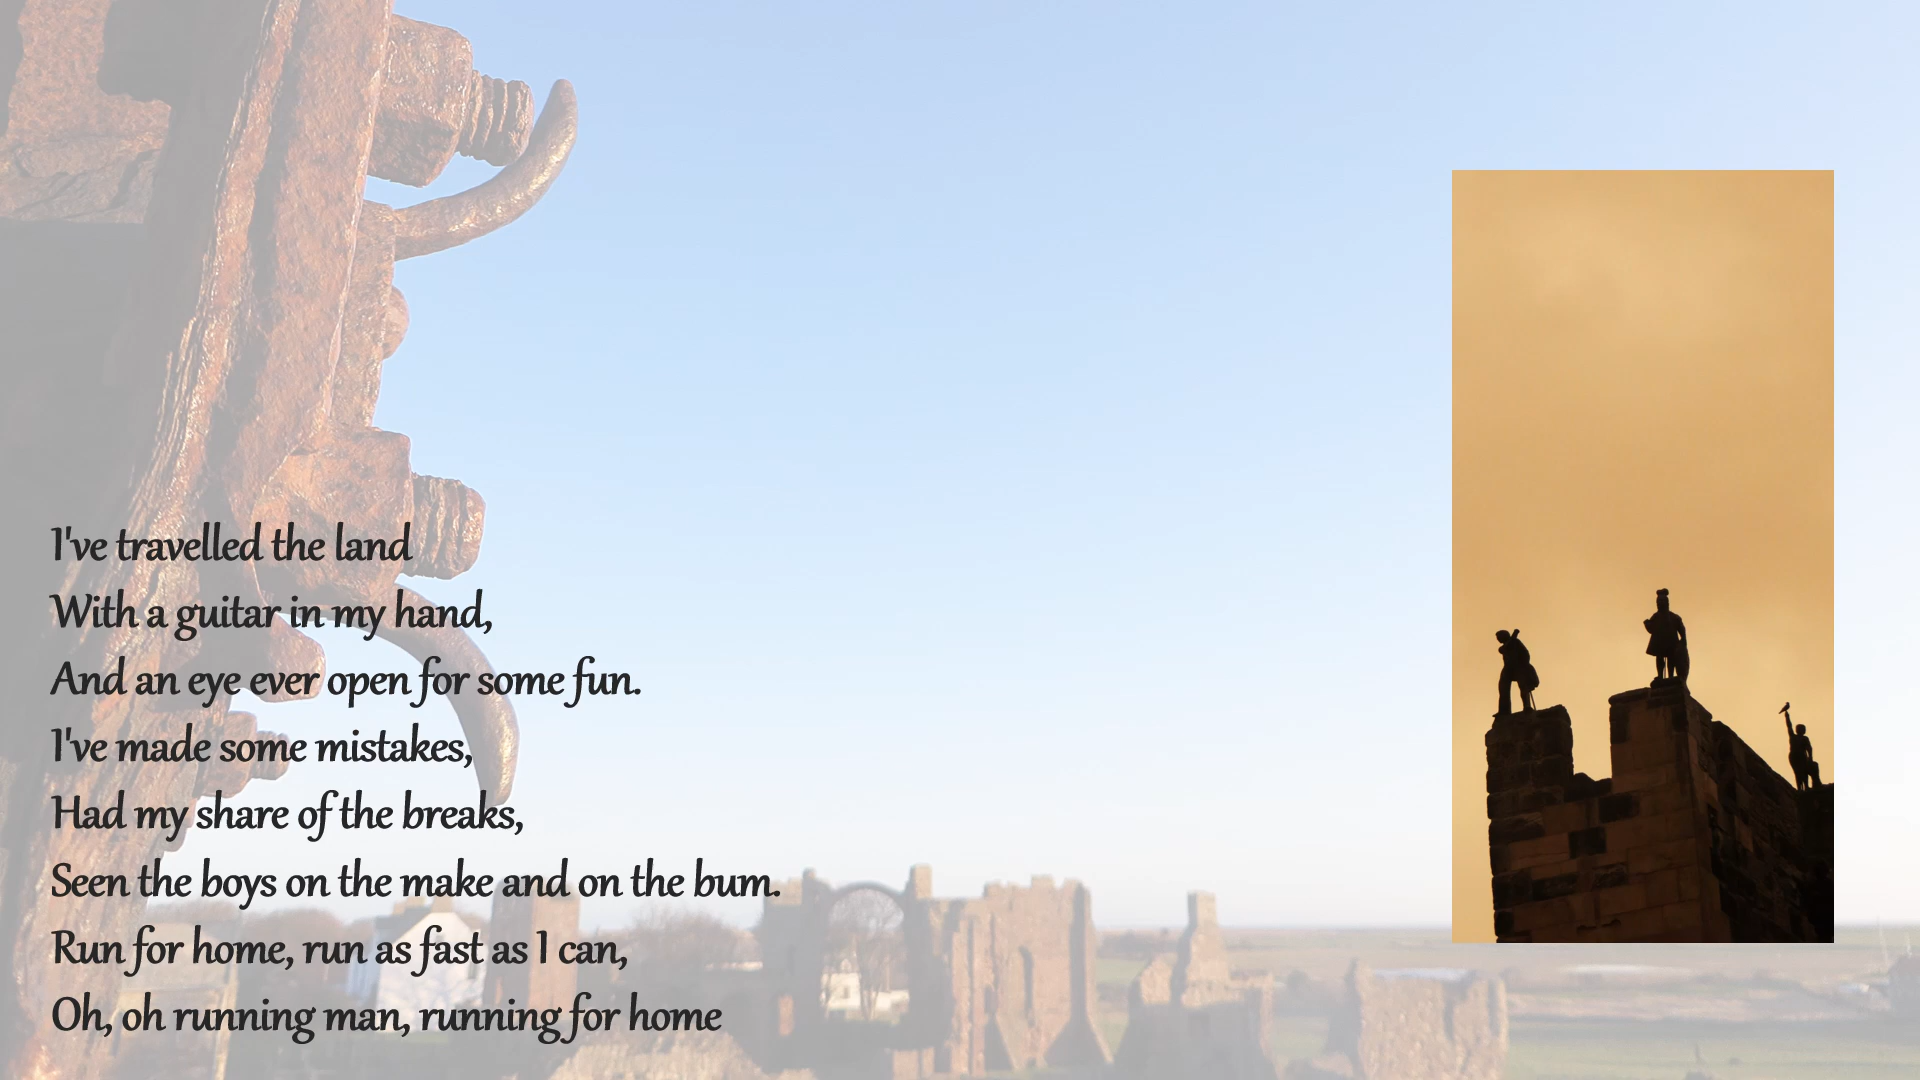 I've travelled the land
With a guitar in my hand,
And an eye ever open for some fun.
I've made some mistakes,
Had my share of the breaks,
Seen the boys on the make and on the bum.
Run for home, run as fast as I can,
Oh, oh running man, running for home